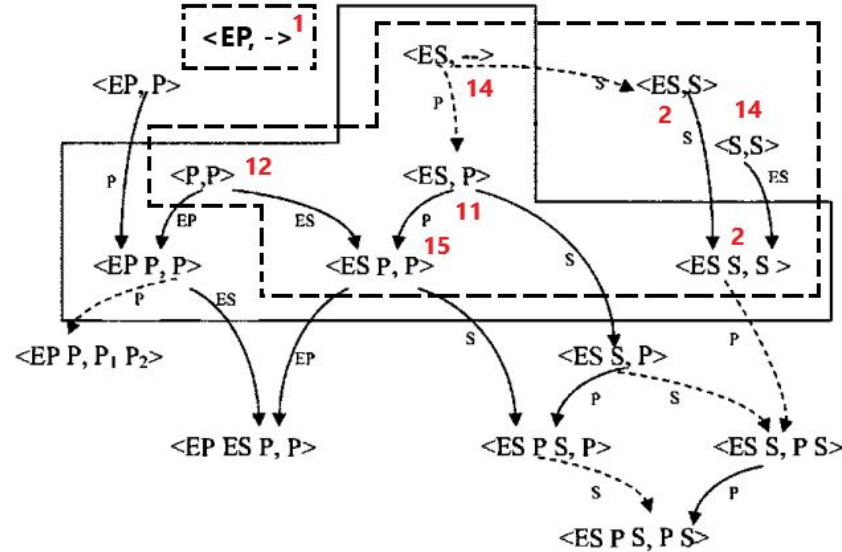 <EP, -> 1
<ES, -->
<EP, P>
14
S
<ES,S>
P
2
14
S
<S,S>
P
<P,P> 12
<ES, P>
ES
EP
ES
P
11
S
2
15
<EP P, P>
<ES P, P>
<ES S, S >
P
ES
S
EP
P
<EP P, P1 P2>
<ES S, P>
P
S
<EP ES P, P>
<ES P S, P>
<ES S, P S>
S
P
<ES P S, P S>